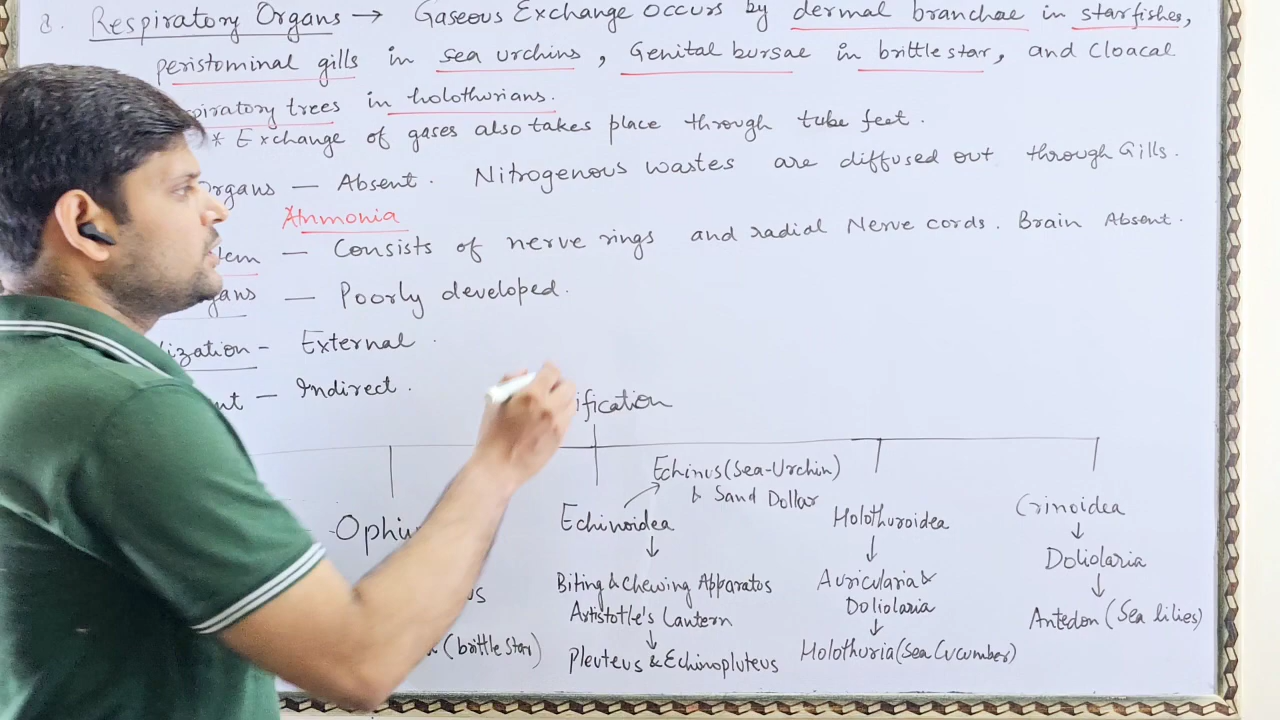 8. Respiratory Organs → Gaseous Exchange occurs by dermal branchae in starfishes,
peristominal gills in sea urchins, Genital bursae in brittle star, and Cloacal
piratory trees in holothurians.
* Exchange of gases also takes place through tube feet.
Organs — Absent. Nitrogenous wastes are diffused out through Gills.
Ammonia
tem — Consists of nerve rings and radial Nerve cords. Brain Absent.
gans — Poorly developed.
lization - External.
nt — Indirect.
ification
Echinus (Sea-Urchin)
& Sand Dollar
Ophiu Echinoidea Holothuroidea Crinoidea
↓ ↓ ↓
Biting & Chewing Apparatos Auricularia & Doliolaria
us Aristotle's Lantern Doliolaria ↓
↓ ↓ Antedon (Sea lilies)
(brittle star) Pleuteus & Echinopluteus Holothuria (Sea Cucumber)